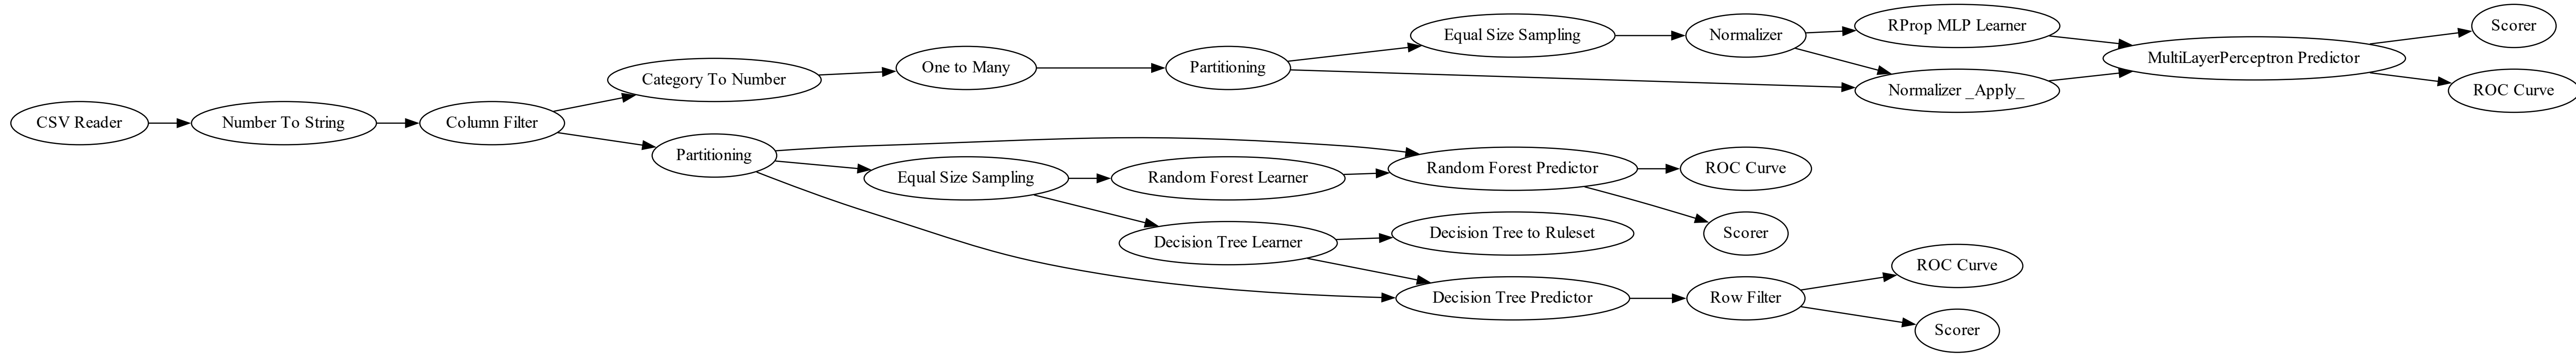 CSV Reader
Number To String
Column Filter
Category To Number
One to Many
Partitioning
Equal Size Sampling
Normalizer
RProp MLP Learner
Normalizer _Apply_
MultiLayerPerceptron Predictor
Scorer
ROC Curve
Partitioning
Equal Size Sampling
Random Forest Learner
Random Forest Predictor
ROC Curve
Scorer
Decision Tree Learner
Decision Tree to Ruleset
Decision Tree Predictor
Row Filter
ROC Curve
Scorer